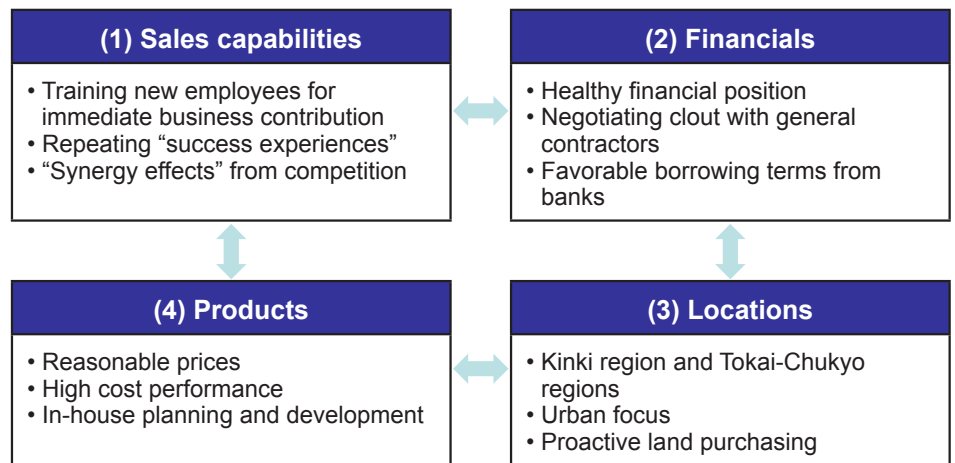 (1) Sales capabilities
• Training new employees for
immediate business contribution
• Repeating “success experiences”
• “Synergy effects” from competition
(2) Financials
• Healthy financial position
• Negotiating clout with general
contractors
• Favorable borrowing terms from
banks
(4) Products
• Reasonable prices
• High cost performance
• In-house planning and development
(3) Locations
• Kinki region and Tokai-Chukyo
regions
• Urban focus
• Proactive land purchasing